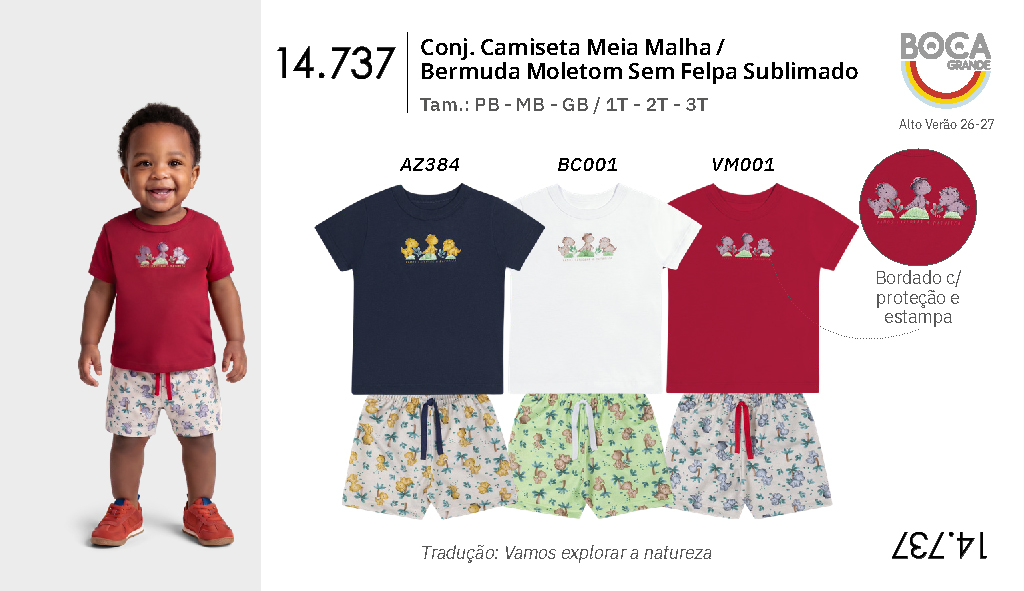 14.737
Conj. Camiseta Meia Malha /
Bermuda Moletom Sem Felpa Sublimado
Tam.: PB - MB - GB / 1T - 2T - 3T
BOCA
GRANDE
Alto Verão 26-27
AZ384
BC001
VM001
Bordado c/
proteção e
estampa
Tradução: Vamos explorar a natureza
14.737